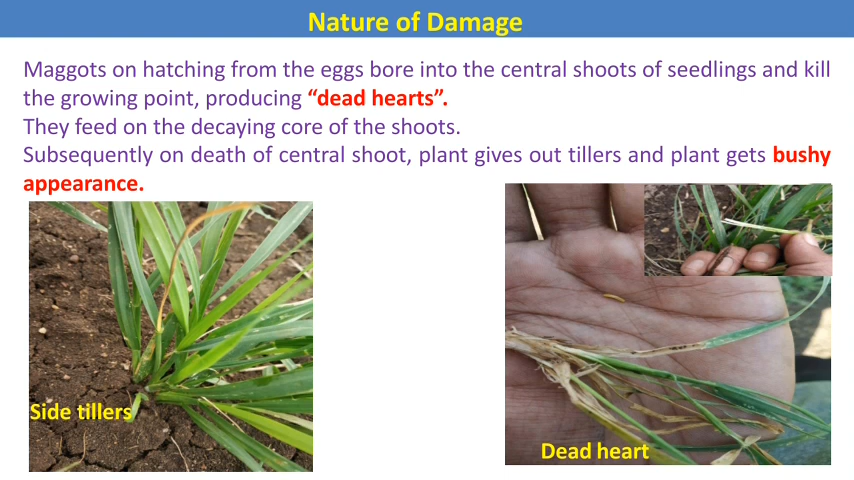 Nature of Damage
Maggots on hatching from the eggs bore into the central shoots of seedlings and kill
the growing point, producing “dead hearts”.
They feed on the decaying core of the shoots.
Subsequently on death of central shoot, plant gives out tillers and plant gets bushy
appearance.
Side tillers
Dead heart